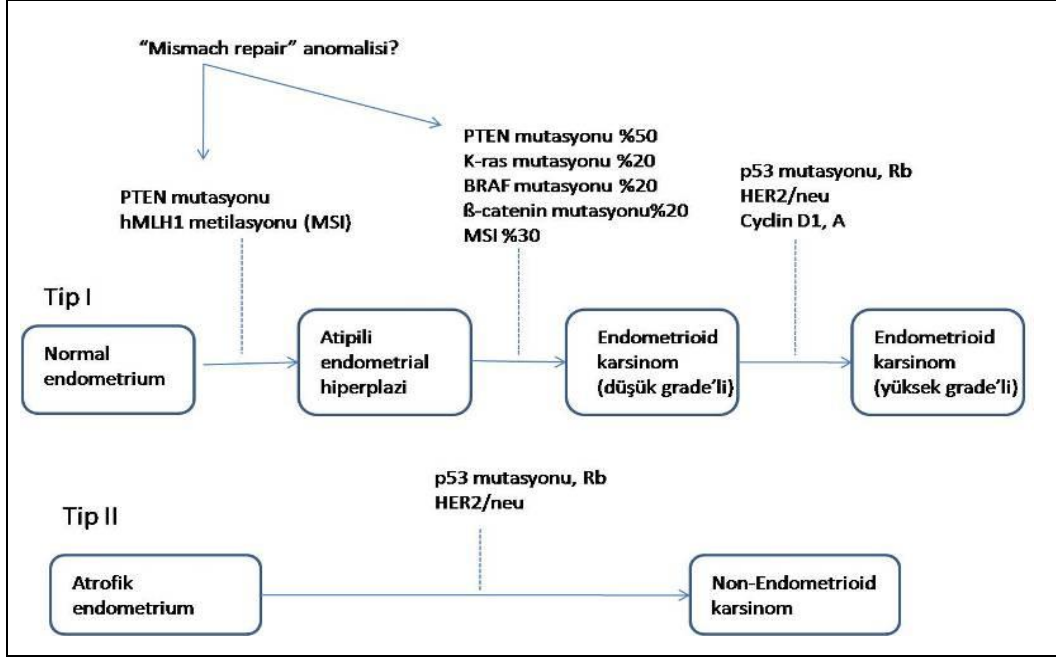 “Mismach repair” anomalisi?
PTEN mutasyonu %50
K-ras mutasyonu %20
BRAF mutasyonu %20
ß-catenin mutasyonu%20
MSI %30
p53 mutasyonu, Rb
HER2/neu
Cyclin D1, A
PTEN mutasyonu
hMLH1 metilasyonu (MSI)
Tip I
Normal
endometrium
Atipili
endometrial
hiperplazi
Endometrioid
karsinom
(düşük grade’li)
Endometrioid
karsinom
(yüksek grade’li)
p53 mutasyonu, Rb
HER2/neu
Tip II
Atrofik
endometrium
Non-Endometrioid
karsinom